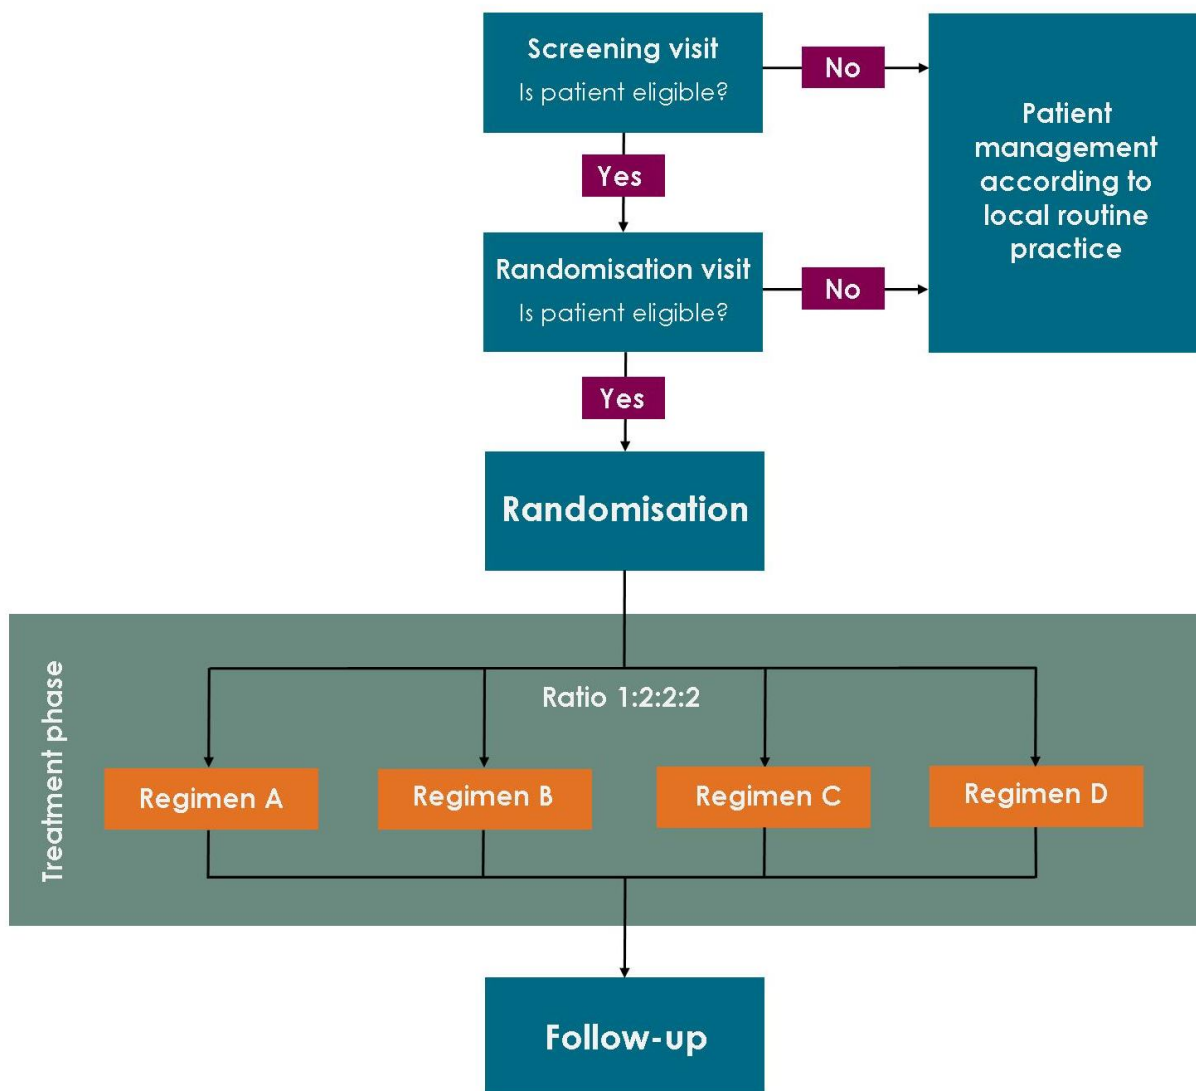 Screening visit
Is patient eligible?
No
Patient
management
according to
local routine
practice
Yes
Randomisation visit
Is patient eligible?
No
Yes
Randomisation
Treatment phase
Ratio 1:2:2:2
Regimen A
Regimen B
Regimen C
Regimen D
Follow-up